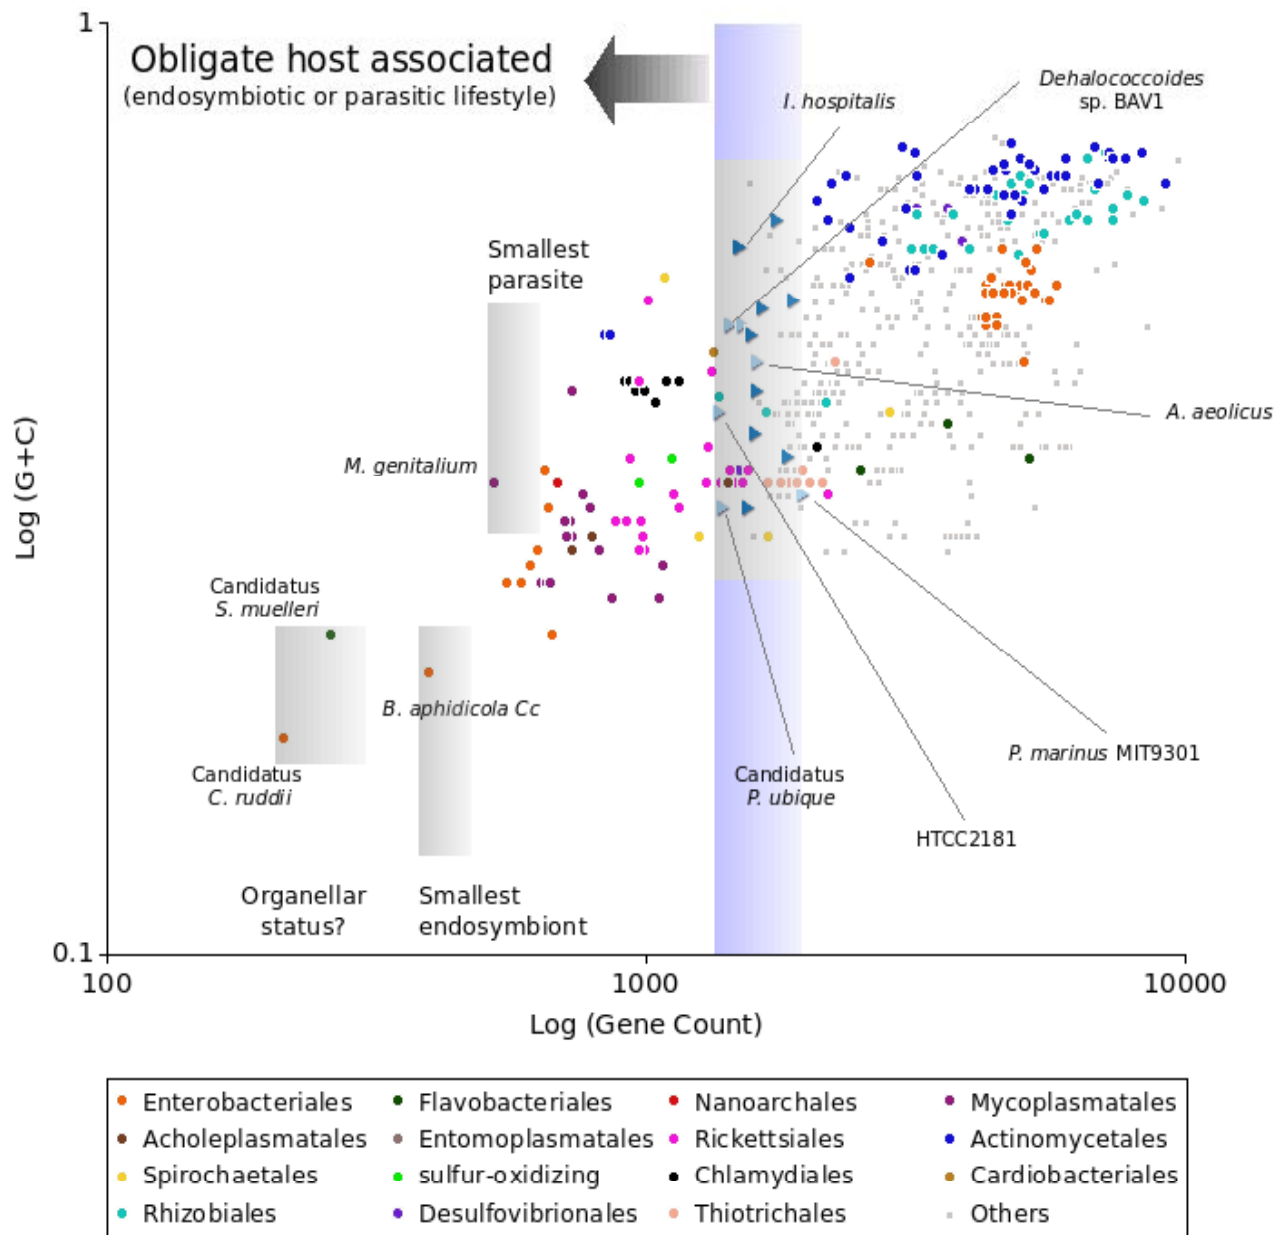 1
Obligate host associated
(endosymbiotic or parasitic lifestyle)
I. hospitalis
Dehalococcoides
sp. BAV1
Smallest
parasite
A. aeolicus
M. genitalium
Log (G+C)
Candidatus
S. muelleri
B. aphidicola Cc
P. marinus MIT9301
Candidatus
C. ruddii
Candidatus
P. ubique
HTCC2181
Organellar
status?
Smallest
endosymbiont
0.1
100
1000
10000
Log (Gene Count)
Enterobacteriales
Flavobacteriales
Nanoarchales
Mycoplasmatales
Acholeplasmatales
Entomoplasmatales
Rickettsiales
Actinomycetales
Spirochaetales
sulfur-oxidizing
Chlamydiales
Cardiobacteriales
Rhizobiales
Desulfovibrionales
Thiotrichales
Others